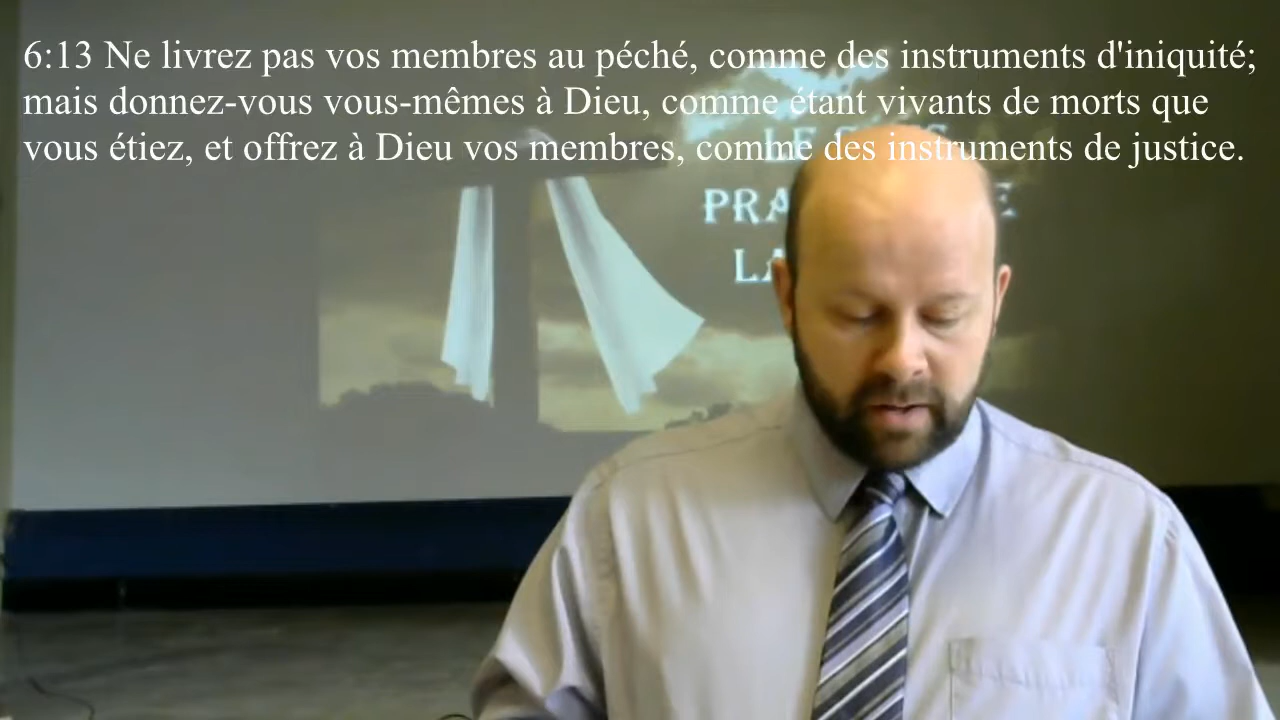 6:13 Ne livrez pas vos membres au péché, comme des instruments d'iniquité;
mais donnez-vous vous-mêmes à Dieu, comme étant vivants de morts que
vous étiez, et offrez à Dieu vos membres, comme des instruments de justice.